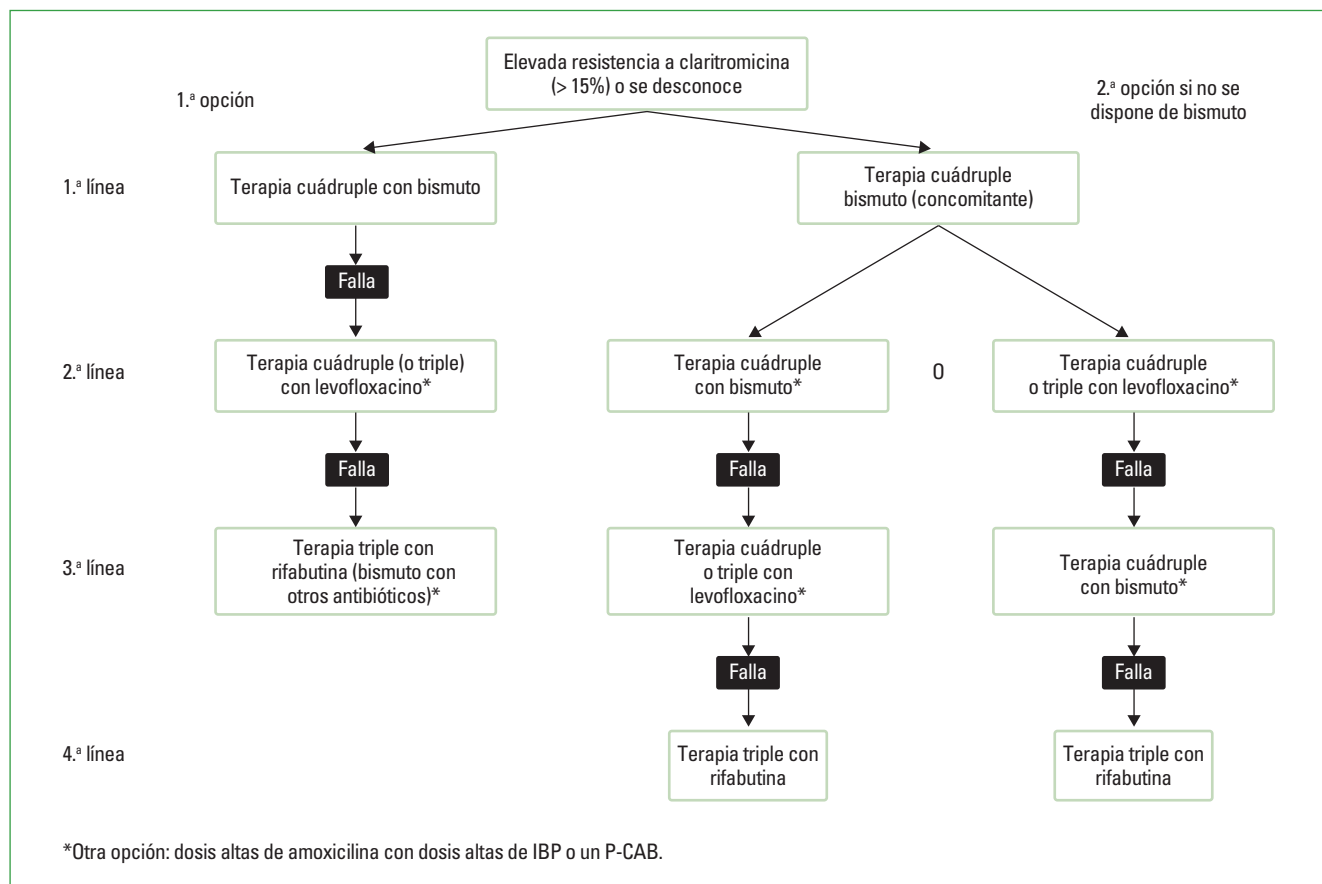 Elevada resistencia a claritromicina
(> 15%) o se desconoce
1.ª opción
2.ª opción si no se
dispone de bismuto
1.ª línea
Terapia cuádruple con bismuto
Terapia cuádruple
bismuto (concomitante)
Falla
2.ª línea
Terapia cuádruple (o triple)
con levofloxacino*
Terapia cuádruple
con bismuto*
O
Terapia cuádruple
o triple con levofloxacino*
Falla
Falla
Falla
3.ª línea
Terapia triple con
rifabutina (bismuto con
otros antibióticos)*
Terapia cuádruple
o triple con
levofloxacino*
Terapia cuádruple
con bismuto*
Falla
Falla
4.ª línea
Terapia triple con
rifabutina
Terapia triple con
rifabutina
*Otra opción: dosis altas de amoxicilina con dosis altas de IBP o un P-CAB.